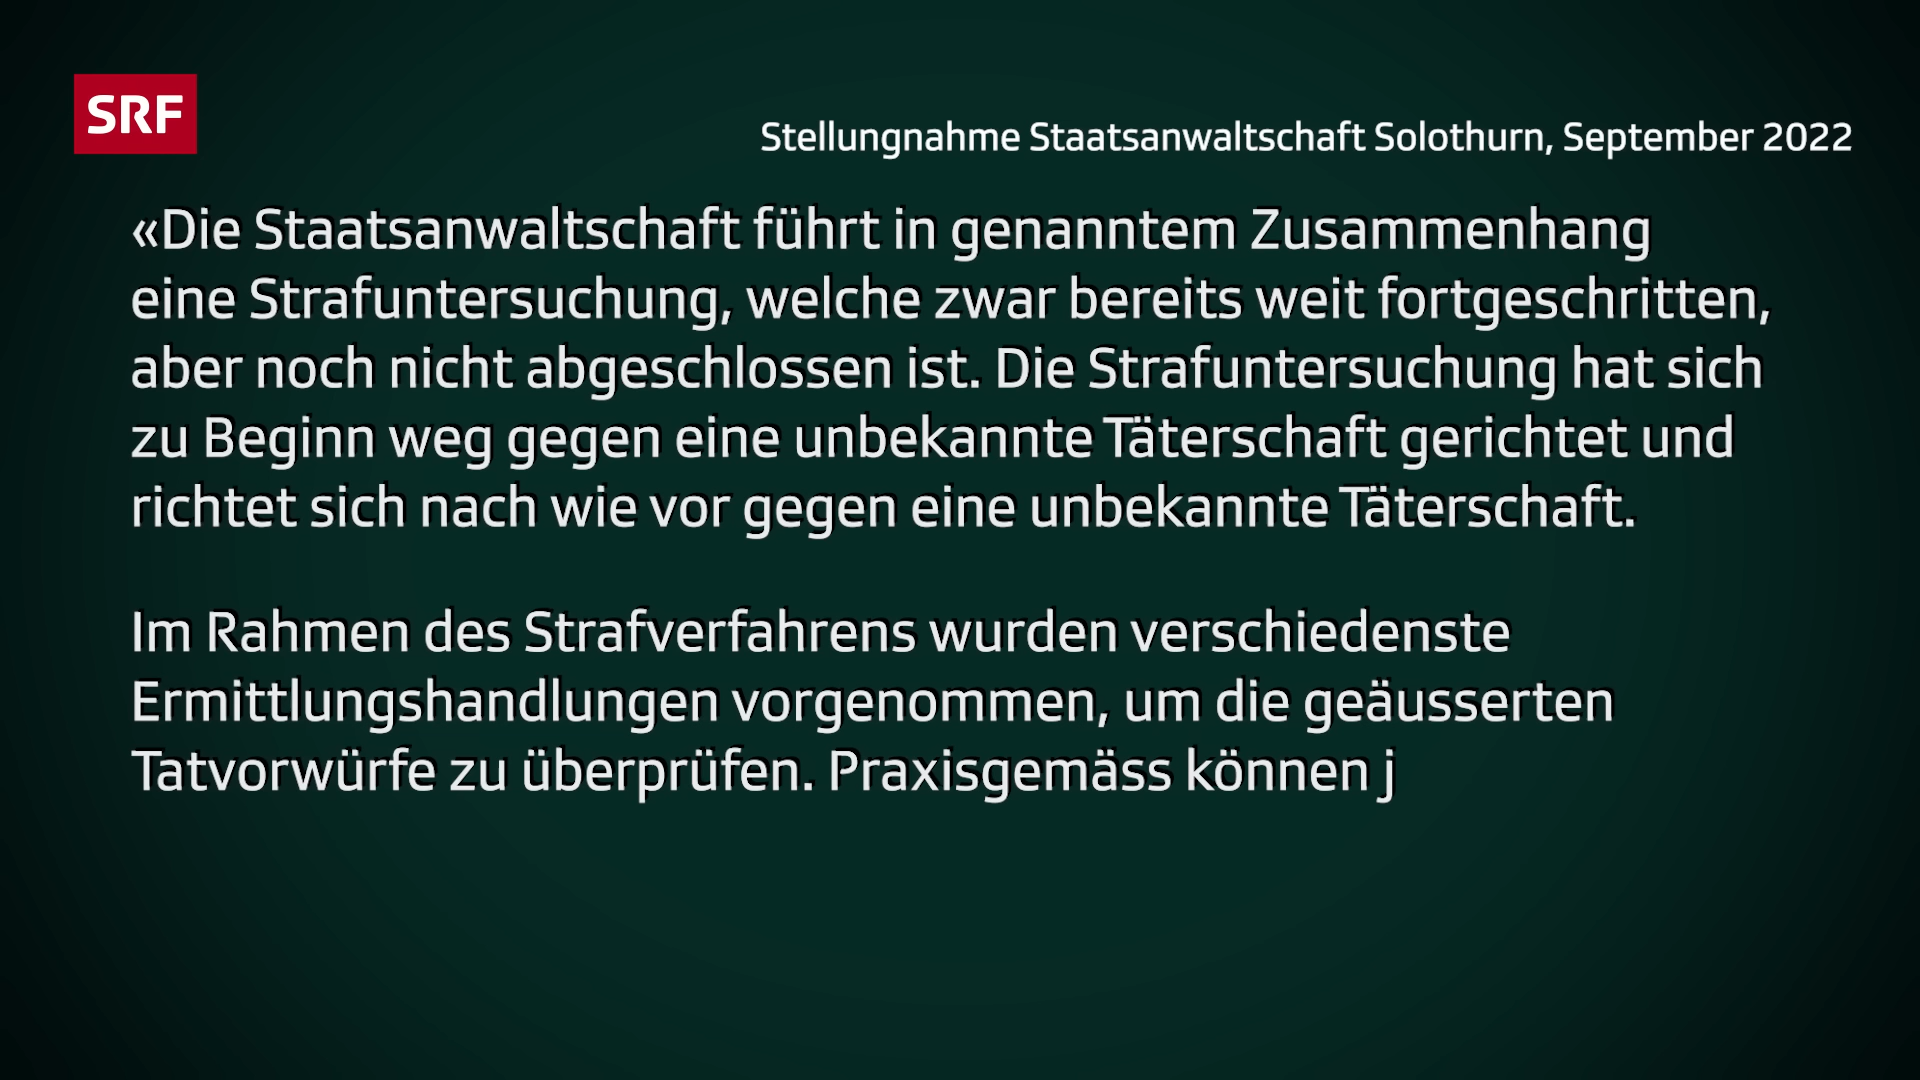 SRF
Stellungnahme Staatsanwaltschaft Solothurn, September 2022
«Die Staatsanwaltschaft führt in genanntem Zusammenhang
eine Strafuntersuchung, welche zwar bereits weit fortgeschritten,
aber noch nicht abgeschlossen ist. Die Strafuntersuchung hat sich
zu Beginn weg gegen eine unbekannte Täterschaft gerichtet und
richtet sich nach wie vor gegen eine unbekannte Täterschaft.
Im Rahmen des Strafverfahrens wurden verschiedenste
Ermittlungshandlungen vorgenommen, um die geäusserten
Tatvorwürfe zu überprüfen. Praxisgemäss können j